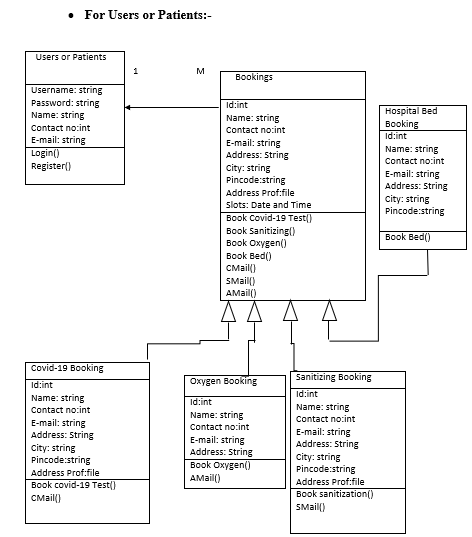 • For Users or Patients:-
Users or Patients
Username: string
Password: string
Name: string
Contact no:int
E-mail: string
Login()
Register()
1
M
Bookings
Id:int
Name: string
Contact no:int
E-mail: string
Address: String
City: string
Pincode:string
Address Prof:file
Slots: Date and Time
Book Covid-19 Test()
Book Sanitizing()
Book Oxygen()
Book Bed()
CMail()
SMail()
AMail()
Hospital Bed
Booking
Id:int
Name: string
Contact no:int
E-mail: string
Address: String
City: string
Pincode:string
Book Bed()
Covid-19 Booking
Id:int
Name: string
Contact no:int
E-mail: string
Address: String
City: string
Pincode:string
Address Prof:file
Book covid-19 Test()
CMail()
Oxygen Booking
Id:int
Name: string
Contact no:int
E-mail: string
Address: String
Book Oxygen()
AMail()
Sanitizing Booking
Id:int
Name: string
Contact no:int
E-mail: string
Address: String
City: string
Pincode:string
Address Prof:file
Book sanitization()
SMail()